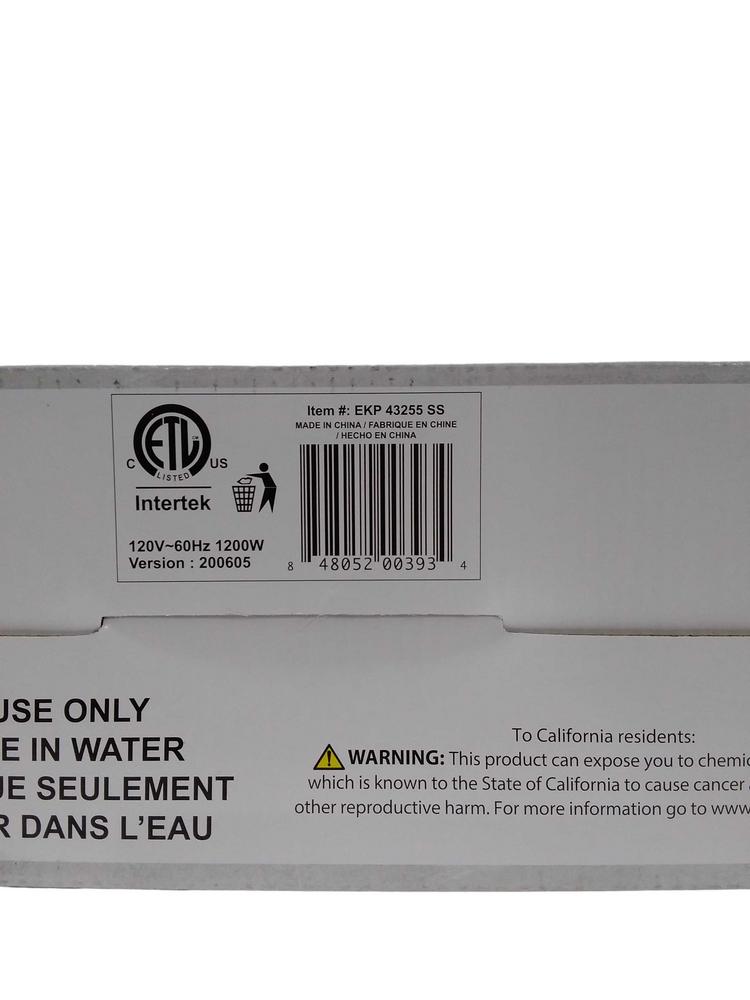 ETL
CM
LISTED
C US
Intertek
120V~60Hz 1200W
Version : 200605
Item #: EKP 43255 SS
MADE IN CHINA / FABRIQUE EN CHINE
/ HECHO EN CHINA
8 48052 00393 4
USE ONLY
E IN WATER
UE SEULEMENT
R DANS L’EAU
To California residents:
WARNING: This product can expose you to chemic
which is known to the State of California to cause cancer
other reproductive harm. For more information go to www.